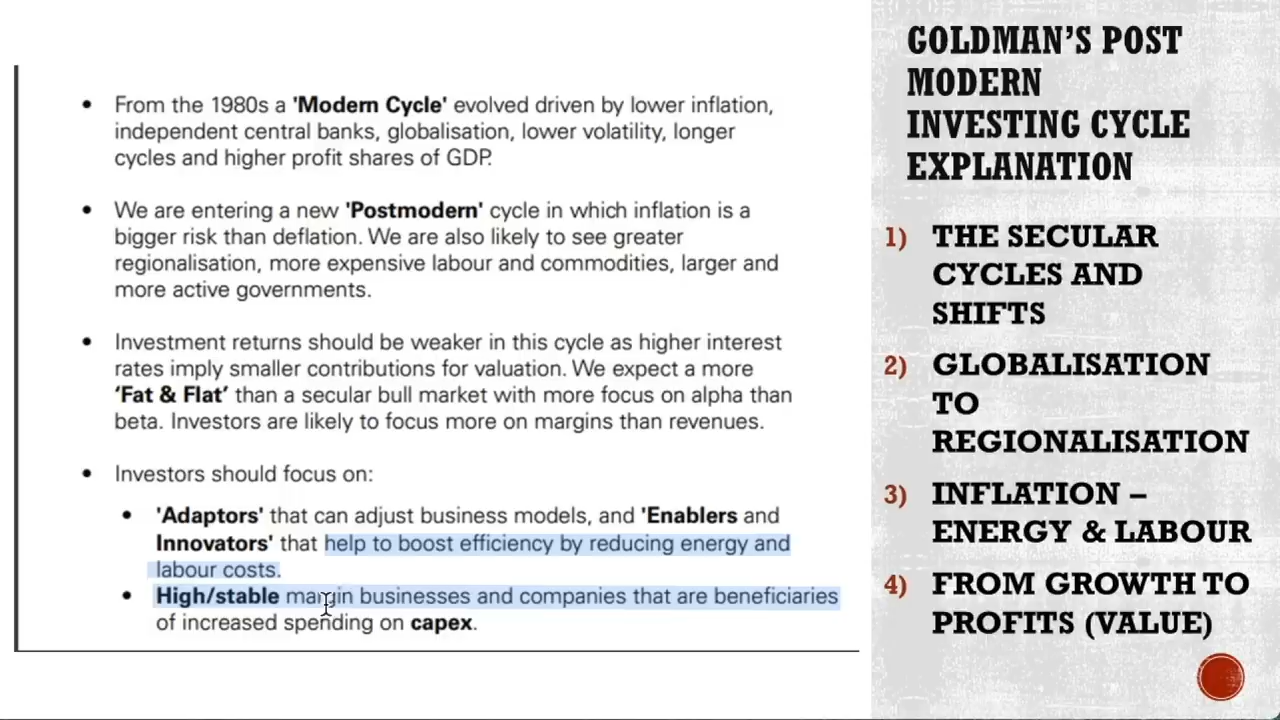 • From the 1980s a 'Modern Cycle' evolved driven by lower inflation,
independent central banks, globalisation, lower volatility, longer
cycles and higher profit shares of GDP.
• We are entering a new 'Postmodern' cycle in which inflation is a
bigger risk than deflation. We are also likely to see greater
regionalisation, more expensive labour and commodities, larger and
more active governments.
• Investment returns should be weaker in this cycle as higher interest
rates imply smaller contributions for valuation. We expect a more
‘Fat & Flat’ than a secular bull market with more focus on alpha than
beta. Investors are likely to focus more on margins than revenues.
• Investors should focus on:
• 'Adaptors' that can adjust business models, and 'Enablers and
Innovators' that help to boost efficiency by reducing energy and
labour costs.
• High/stable margin businesses and companies that are beneficiaries
of increased spending on capex.
GOLDMAN’S POST
MODERN
INVESTING CYCLE
EXPLANATION
1) THE SECULAR
CYCLES AND
SHIFTS
2) GLOBALISATION
TO
REGIONALISATION
3) INFLATION –
ENERGY & LABOUR
4) FROM GROWTH TO
PROFITS (VALUE)